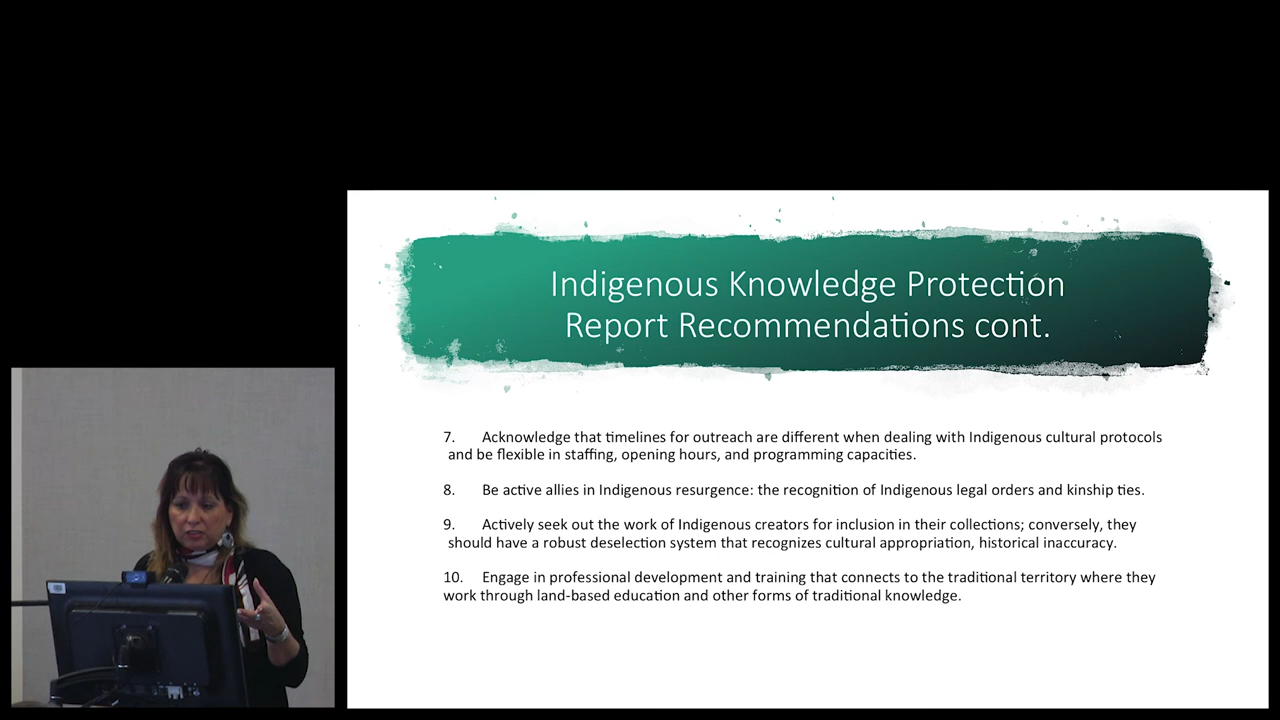 Indigenous Knowledge Protection
Report Recommendations cont.
7. Acknowledge that timelines for outreach are different when dealing with Indigenous cultural protocols
and be flexible in staffing, opening hours, and programming capacities.
8. Be active allies in Indigenous resurgence: the recognition of Indigenous legal orders and kinship ties.
9. Actively seek out the work of Indigenous creators for inclusion in their collections; conversely, they
should have a robust deselection system that recognizes cultural appropriation, historical inaccuracy.
10. Engage in professional development and training that connects to the traditional territory where they
work through land-based education and other forms of traditional knowledge.